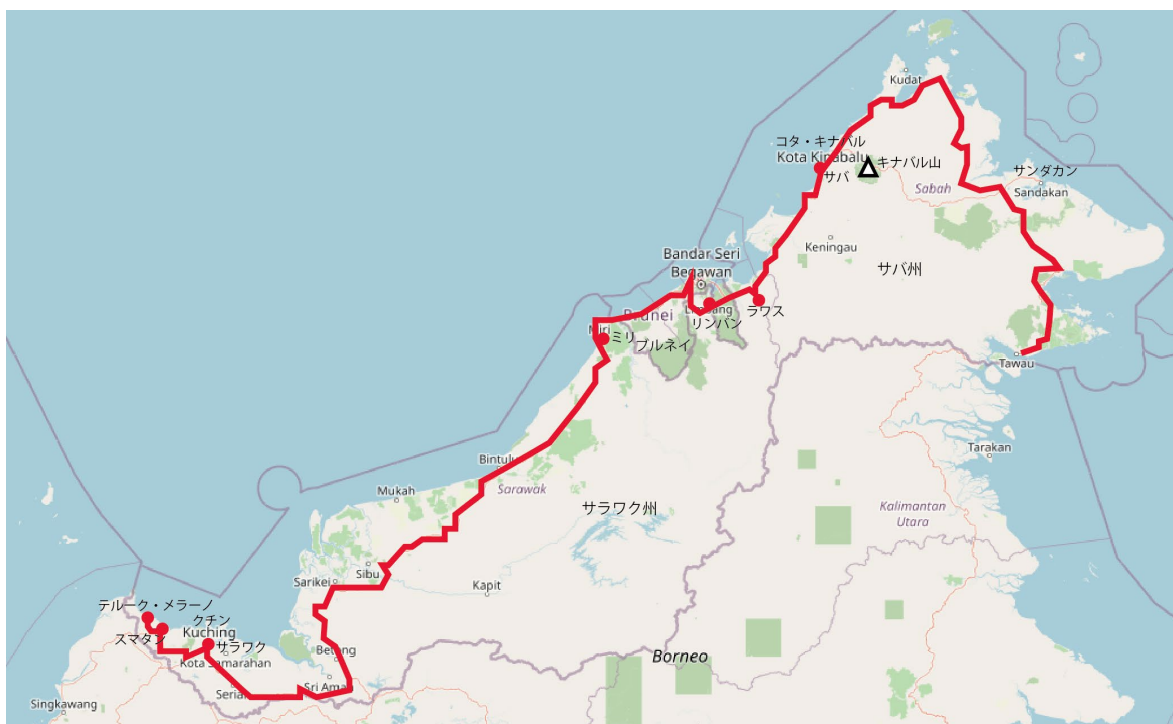 Kudat
コタ・キナバル
Kota Kinabalu
キナバル山
サバ
サンダカン
Sandakan
Sabah
Keningau
サバ州
Bandar Seri
Begawan
Limbang
リンバン
ラワス
Brunei
ブルネイ
Miri
ミリ
Tawau
Tarakan
Bintulu
Sarawak
Mukah
サラワク州
Kalimantan
Utara
Sarikei
Sibu
Kapit
テルーク・メラーノ
スマタン
クチン
Kuching
サラワク
Kota Samarahan
Betong
Borneo
Serian
Sri Aman
Singkawang